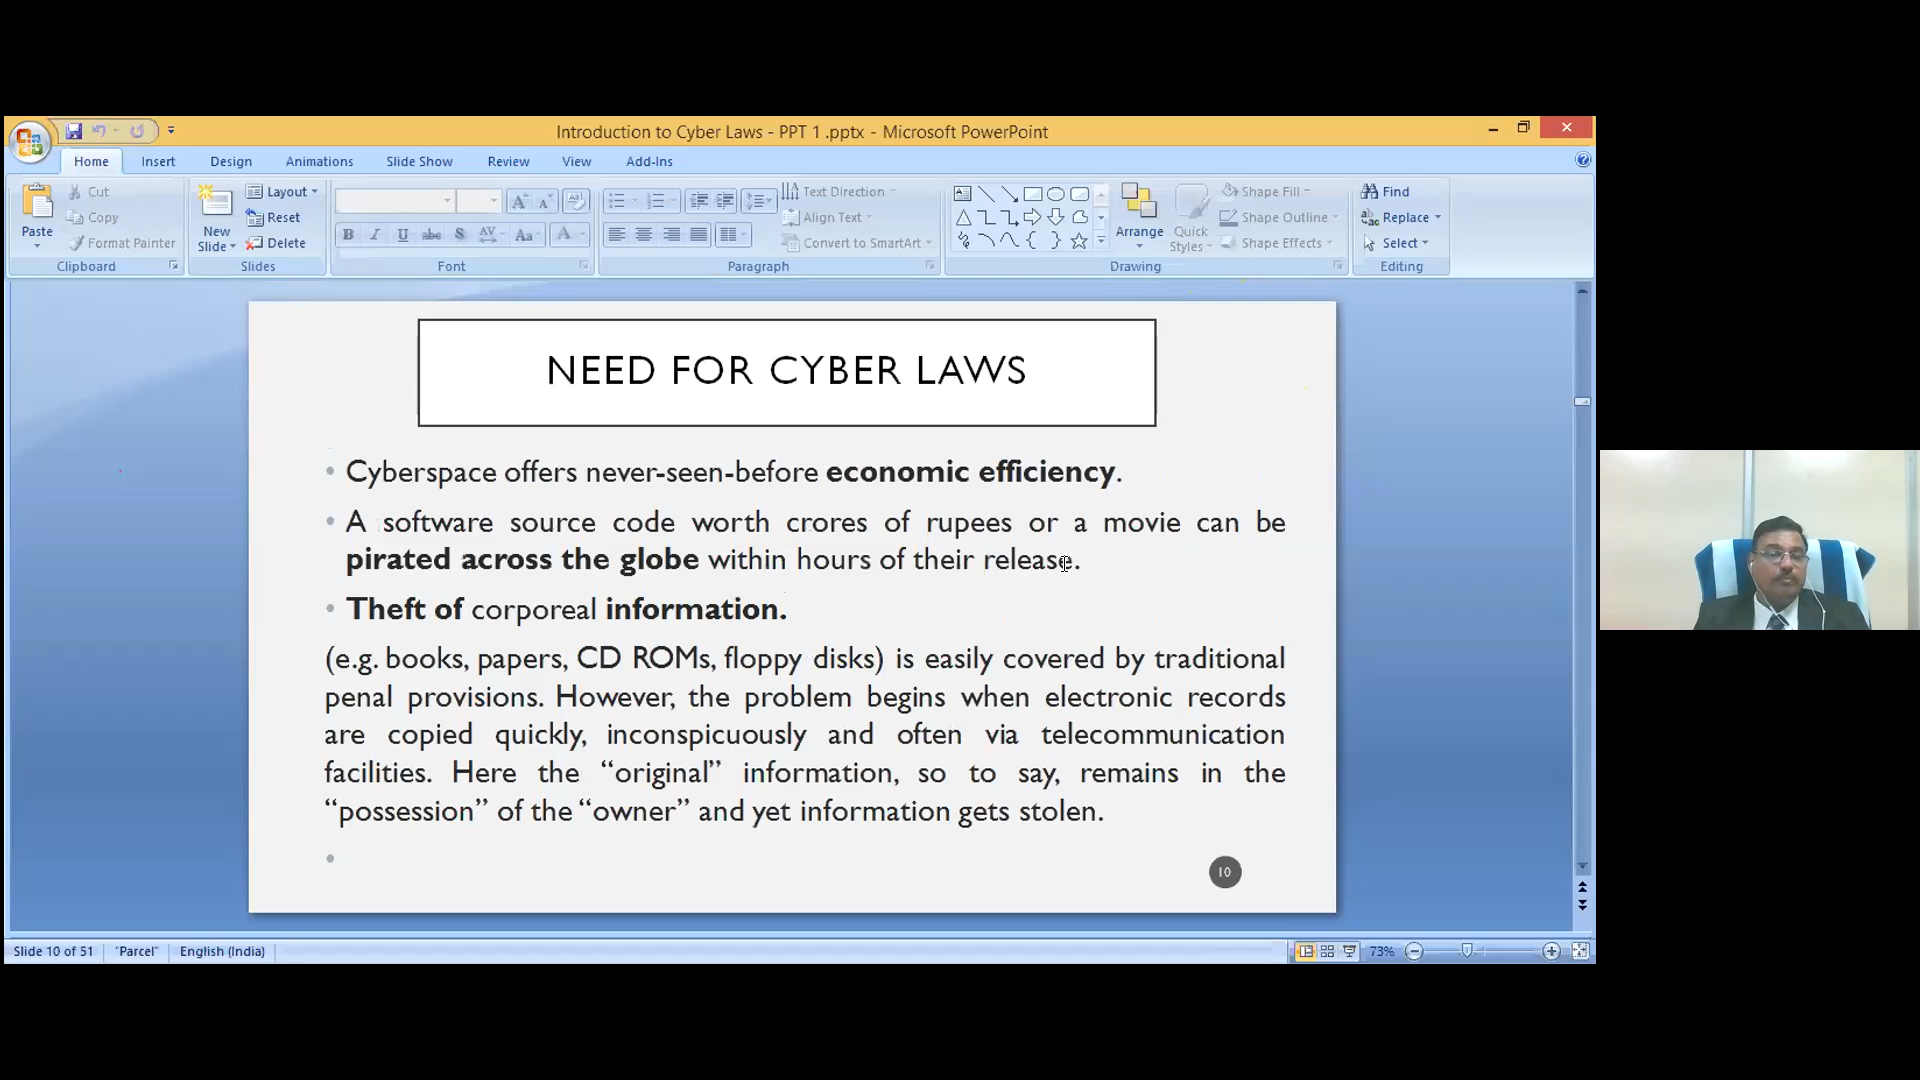 Introduction to Cyber Laws - PPT 1 .pptx - Microsoft PowerPoint
Home Insert Design Animations Slide Show Review View Add-Ins
Paste
Cut
Copy
Format Painter
Clipboard
New
Slide
Layout
Reset
Delete
Slides
Font
Text Direction
Align Text
Convert to SmartArt
Paragraph
Arrange
Quick
Styles
Shape Fill
Shape Outline
Shape Effects
Drawing
Find
Replace
Select
Editing
NEED FOR CYBER LAWS
• Cyberspace offers never-seen-before economic efficiency.
• A software source code worth crores of rupees or a movie can be
pirated across the globe within hours of their release.
• Theft of corporeal information.
(e.g. books, papers, CD ROMs, floppy disks) is easily covered by traditional
penal provisions. However, the problem begins when electronic records
are copied quickly, inconspicuously and often via telecommunication
facilities. Here the “original” information, so to say, remains in the
“possession” of the “owner” and yet information gets stolen.
•
10
Slide 10 of 51 "Parcel" English (India) 73%